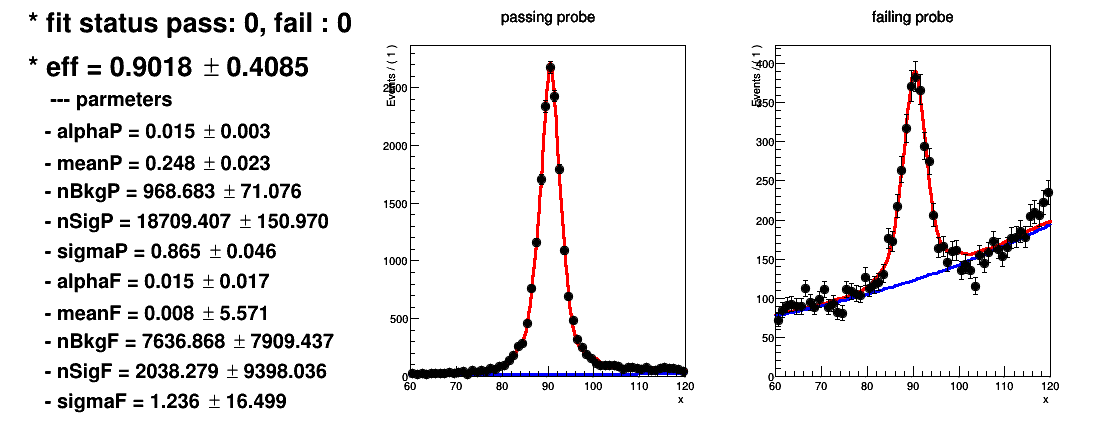 * fit status pass: 0, fail : 0
* eff = 0.9018 ± 0.4085
--- parmeters
- alphaP = 0.015 ± 0.003
- meanP = 0.248 ± 0.023
- nBkgP = 968.683 ± 71.076
- nSigP = 18709.407 ± 150.970
- sigmaP = 0.865 ± 0.046
- alphaF = 0.015 ± 0.017
- meanF = 0.008 ± 5.571
- nBkgF = 7636.868 ± 7909.437
- nSigF = 2038.279 ± 9398.036
- sigmaF = 1.236 ± 16.499
passing probe
Events / ( 1 )
2500
2000
1500
1000
500
0
60 70 80 90 100 110 120
x
failing probe
Events / ( 1 )
400
350
300
250
200
150
100
50
0
60 70 80 90 100 110 120
x